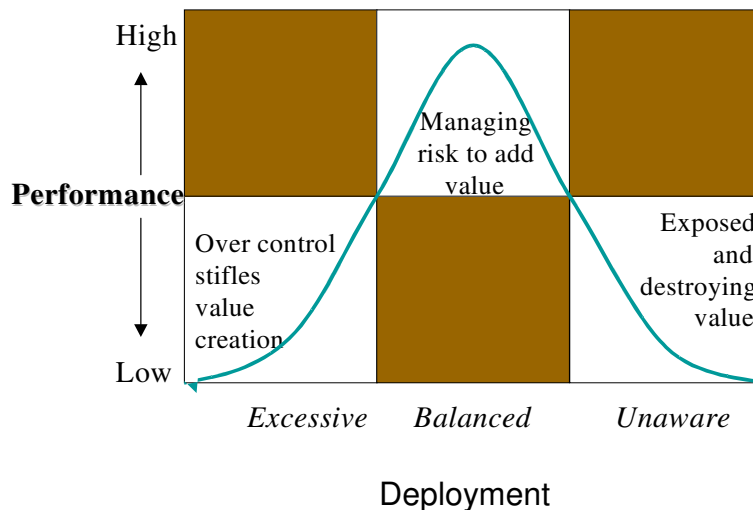 High
Managing
risk to add
value
Performance
Over control
stifles
value
creation
Exposed
and
destroying
value
Low
Excessive Balanced Unaware
Deployment